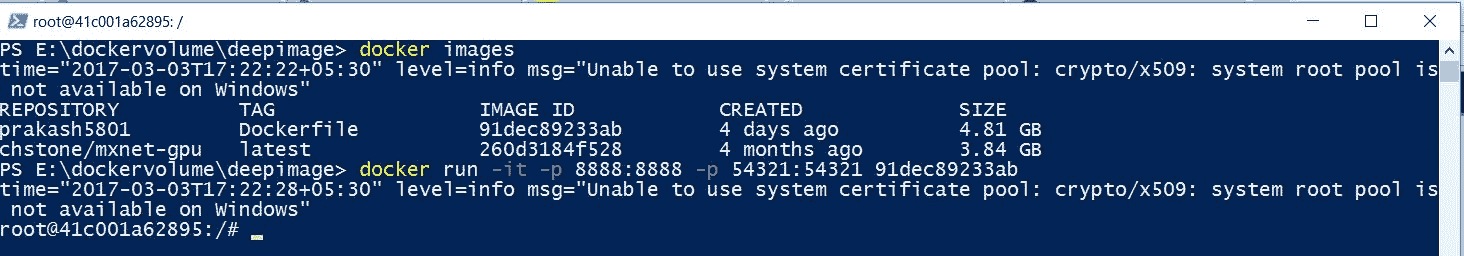 root@41c001a62895: /
PS E:\dockervolume\deepimage> docker images
time="2017-03-03T17:22:22+05:30" level=info msg="Unable to use system certificate pool: crypto/x509: system root pool is
 not available on Windows"
REPOSITORY          TAG                 IMAGE ID            CREATED             SIZE
prakash5801         Dockerfile          91dec89233ab        4 days ago          4.81 GB
chstone/mxnet-gpu   latest              260d3184f528        4 months ago        3.84 GB
PS E:\dockervolume\deepimage> docker run -it -p 8888:8888 -p 54321:54321 91dec89233ab
time="2017-03-03T17:22:28+05:30" level=info msg="Unable to use system certificate pool: crypto/x509: system root pool is
 not available on Windows"
root@41c001a62895:/#